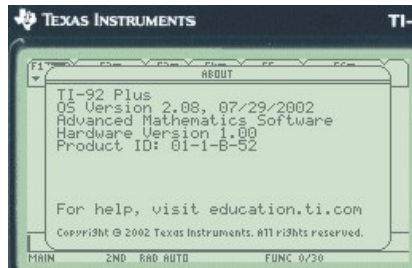 TEXAS INSTRUMENTS TI-
F1
ABOUT
TI-92 Plus
OS Version 2.08, 07/29/2002
Advanced Mathematics Software
Hardware Version 1.00
Product ID: 01-1-B-52
For help, visit education.ti.com
Copyright © 2002 Texas Instruments. All rights reserved.
MAIN 2ND RAD AUTO FUNC 0/30